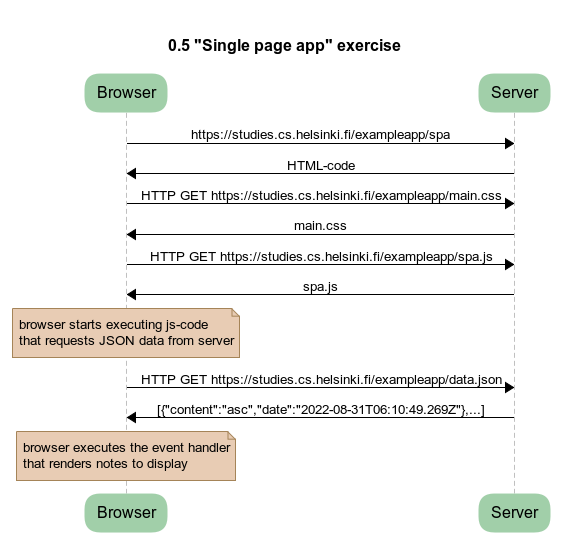 0.5 "Single page app" exercise
Browser
Server
https://studies.cs.helsinki.fi/exampleapp/spa
HTML-code
HTTP GET https://studies.cs.helsinki.fi/exampleapp/main.css
main.css
HTTP GET https://studies.cs.helsinki.fi/exampleapp/spa.js
spa.js
browser starts executing js-code
that requests JSON data from server
HTTP GET https://studies.cs.helsinki.fi/exampleapp/data.json
[{"content":"asc","date":"2022-08-31T06:10:49.269Z"},...]
browser executes the event handler
that renders notes to display
Browser
Server